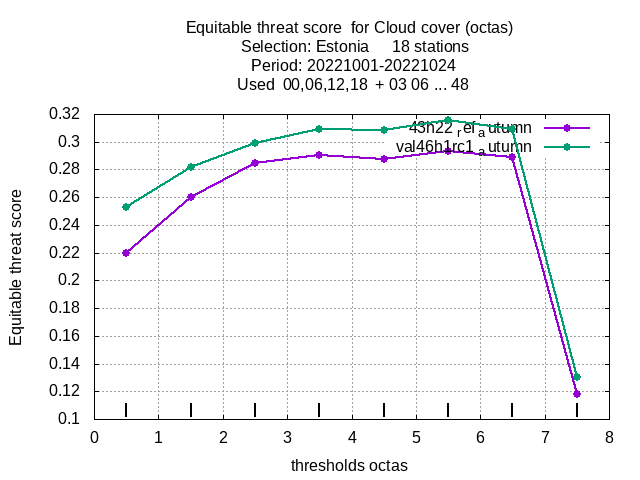 Equitable threat score for Cloud cover (octas)
Selection: Estonia 18 stations
Period: 20221001-20221024
Used 00,06,12,18 + 03 06 ... 48
0.32
43h22_ref_autumn
0.3
val46h1rc1_autumn
0.28
0.26
0.24
0.22
0.2
0.18
0.16
0.14
0.12
0.1
Equitable threat score
0 1 2 3 4 5 6 7 8
thresholds octas